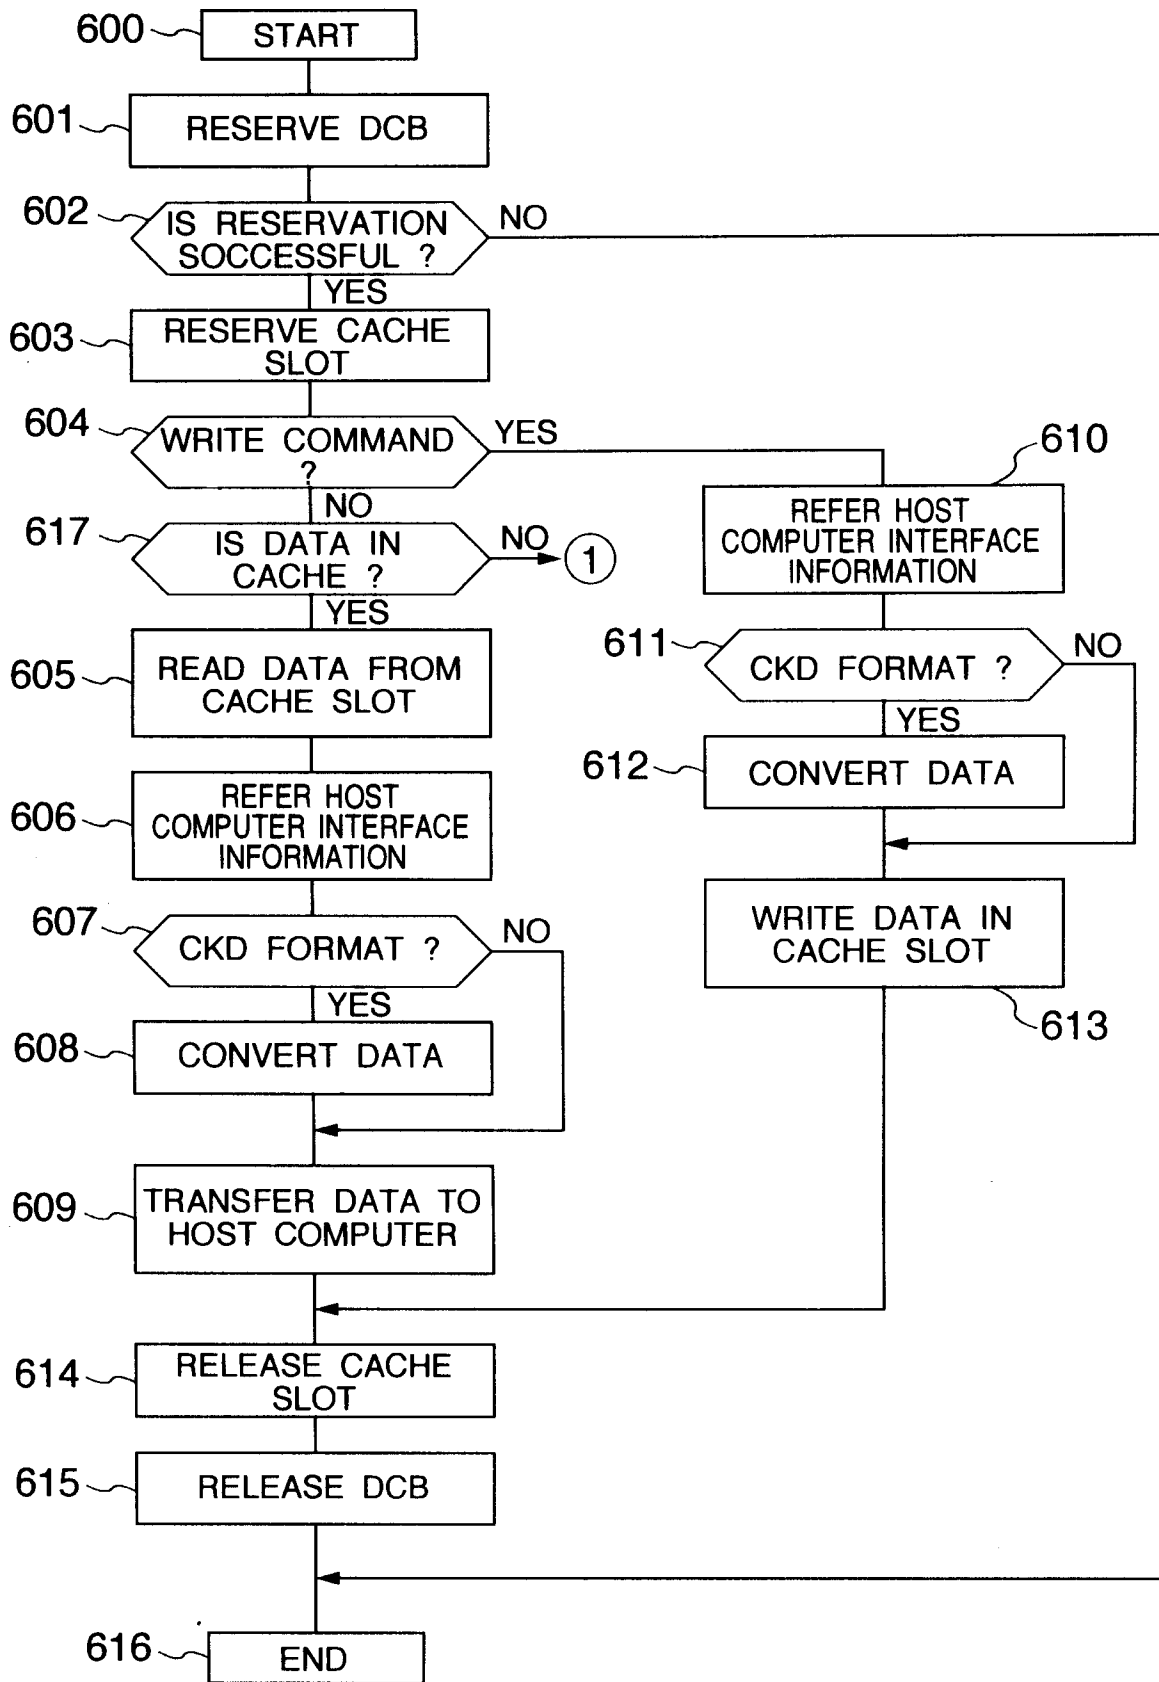 600
START
601
RESERVE DCB
602
IS RESERVATION
SOCCESSFUL ?
NO
YES
603
RESERVE CACHE
SLOT
604
WRITE COMMAND
?
YES
NO
617
IS DATA IN
CACHE ?
NO
1
YES
605
READ DATA FROM
CACHE SLOT
606
REFER HOST
COMPUTER INTERFACE
INFORMATION
607
CKD FORMAT ?
NO
YES
608
CONVERT DATA
609
TRANSFER DATA TO
HOST COMPUTER
610
REFER HOST
COMPUTER INTERFACE
INFORMATION
611
CKD FORMAT ?
NO
YES
612
CONVERT DATA
WRITE DATA IN
CACHE SLOT
613
614
RELEASE CACHE
SLOT
615
RELEASE DCB
616
END